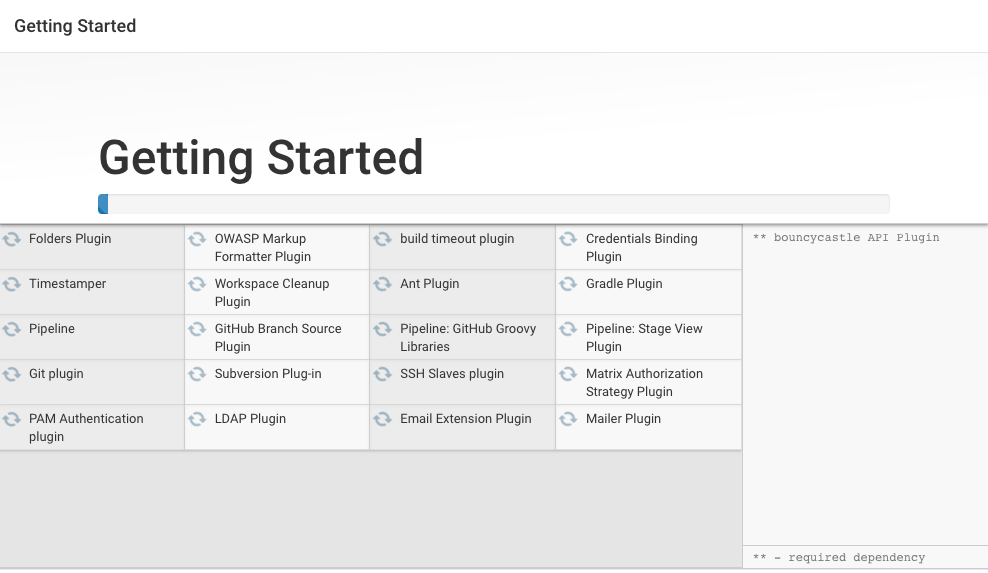 Getting Started
Getting Started
Folders Plugin
OWASP Markup
Formatter Plugin
build timeout plugin
Credentials Binding
Plugin
** bouncycastle API Plugin
Timestamper
Workspace Cleanup
Plugin
Ant Plugin
Gradle Plugin
Pipeline
GitHub Branch Source
Plugin
Pipeline: GitHub Groovy
Libraries
Pipeline: Stage View
Plugin
Git plugin
Subversion Plug-in
SSH Slaves plugin
Matrix Authorization
Strategy Plugin
PAM Authentication
plugin
LDAP Plugin
Email Extension Plugin
Mailer Plugin
** - required dependency